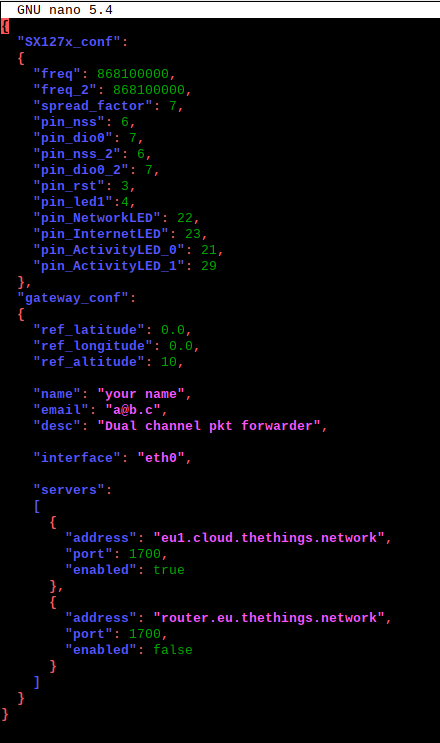 GNU nano 5.4
{
  "SX127x_conf":
  {
    "freq": 868100000,
    "freq_2": 868100000,
    "spread_factor": 7,
    "pin_nss": 6,
    "pin_dio0": 7,
    "pin_nss_2": 6,
    "pin_dio0_2": 7,
    "pin_rst": 3,
    "pin_led1":4,
    "pin_NetworkLED": 22,
    "pin_InternetLED": 23,
    "pin_ActivityLED_0": 21,
    "pin_ActivityLED_1": 29
  },
  "gateway_conf":
  {
    "ref_latitude": 0.0,
    "ref_longitude": 0.0,
    "ref_altitude": 10,
    "name": "your name",
    "email": "a@b.c",
    "desc": "Dual channel pkt forwarder",
    "interface": "eth0",
    "servers":
    [
      {
        "address": "eu1.cloud.thethings.network",
        "port": 1700,
        "enabled": true
      },
      {
        "address": "router.eu.thethings.network",
        "port": 1700,
        "enabled": false
      }
    ]
  }
}